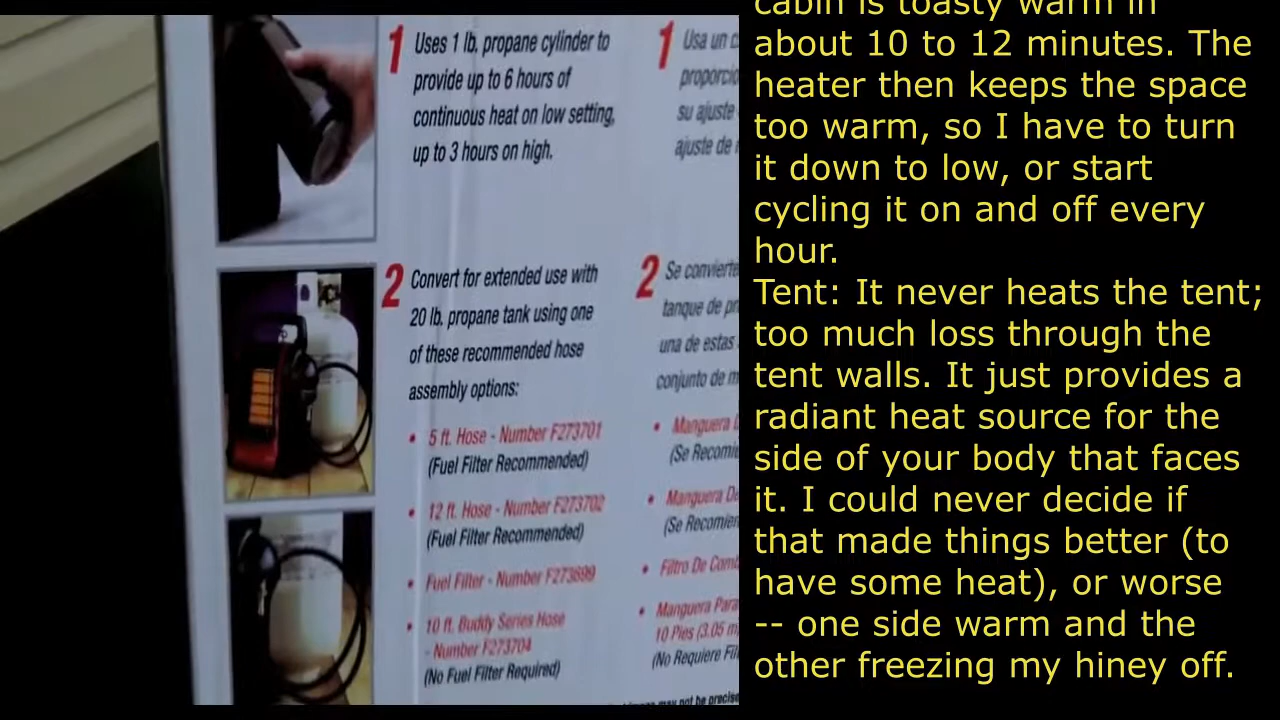 1 Uses 1 lb. propane cylinder to
provide up to 6 hours of
continuous heat on low setting,
up to 3 hours on high.
2 Convert for extended use with
20 lb. propane tank using one
of these recommended hose
assembly options:
• 5 ft. Hose - Number F273701
(Fuel Filter Recommended)
• 12 ft. Hose - Number F273702
(Fuel Filter Recommended)
• Fuel Filter - Number F273699
• 10 ft. Buddy Series Hose
- Number F273704
(No Fuel Filter Required)
1 Usa un
su ajuste
ajuste de
2 Se convierte
tanque de
una de estas
conjunto de
• Manguera
(Se
• Manguera
(Se
• Filtro De
• Manguera Para
10 Pies (3.05
(No Requiere
may not be
cabin is toasty warm in
about 10 to 12 minutes. The
heater then keeps the space
too warm, so I have to turn
it down to low, or start
cycling it on and off every
hour.
Tent: It never heats the tent;
too much loss through the
tent walls. It just provides a
radiant heat source for the
side of your body that faces
it. I could never decide if
that made things better (to
have some heat), or worse
-- one side warm and the
other freezing my hiney off.